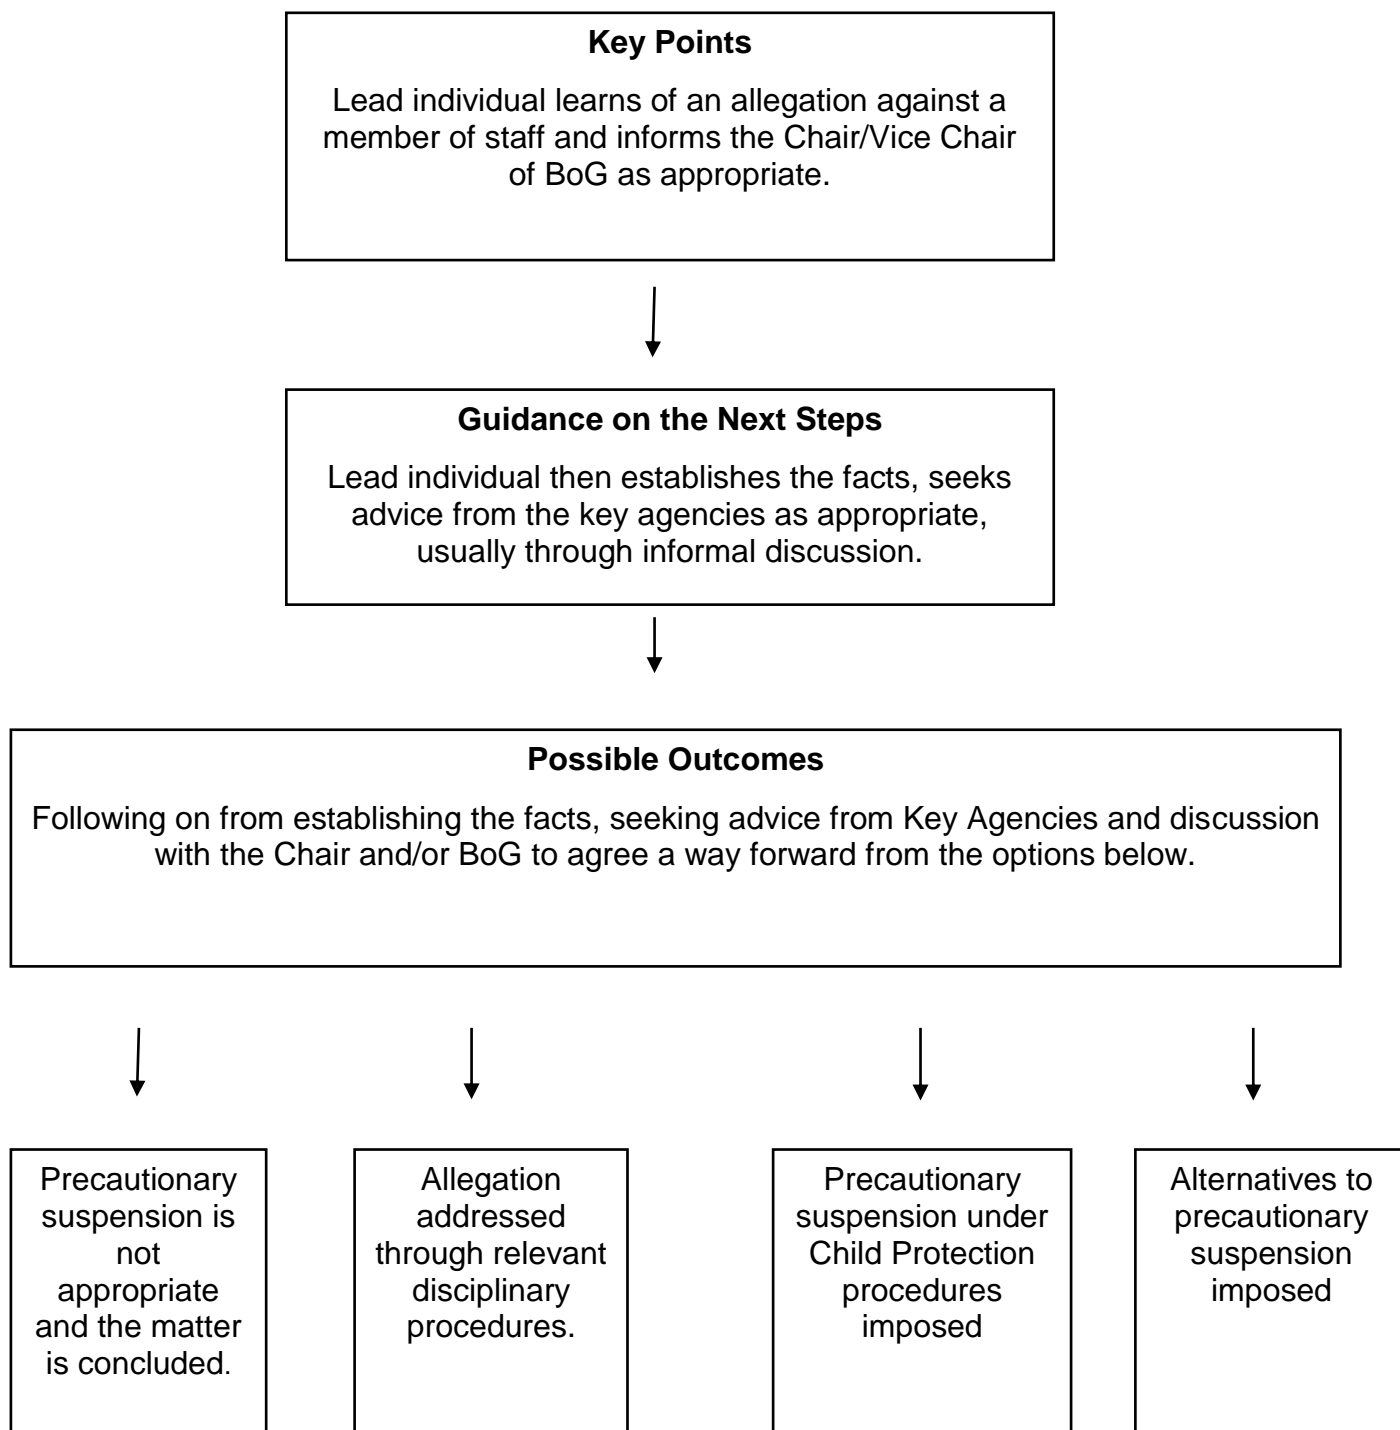 Key Points
Lead individual learns of an allegation against a
member of staff and informs the Chair/Vice Chair
of BoG as appropriate.
Guidance on the Next Steps
Lead individual then establishes the facts, seeks
advice from the key agencies as appropriate,
usually through informal discussion.
Possible Outcomes
Following on from establishing the facts, seeking advice from Key Agencies and discussion
with the Chair and/or BoG to agree a way forward from the options below.
Precautionary
suspension is
not
appropriate
and the matter
is concluded.
Allegation
addressed
through relevant
disciplinary
procedures.
Precautionary
suspension under
Child Protection
procedures
imposed
Alternatives to
precautionary
suspension
imposed